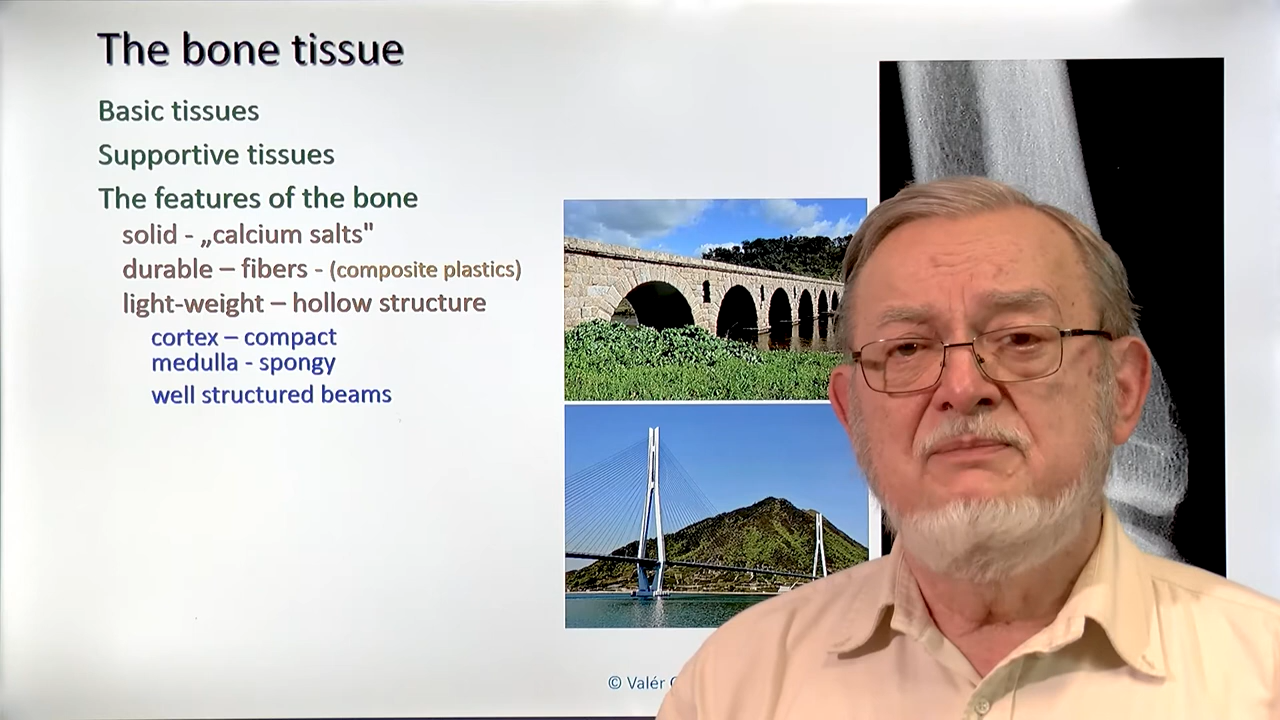 The bone tissue
Basic tissues
Supportive tissues
The features of the bone
solid - „calcium salts"
durable – fibers - (composite plastics)
light-weight – hollow structure
cortex – compact
medulla - spongy
well structured beams
© Valér